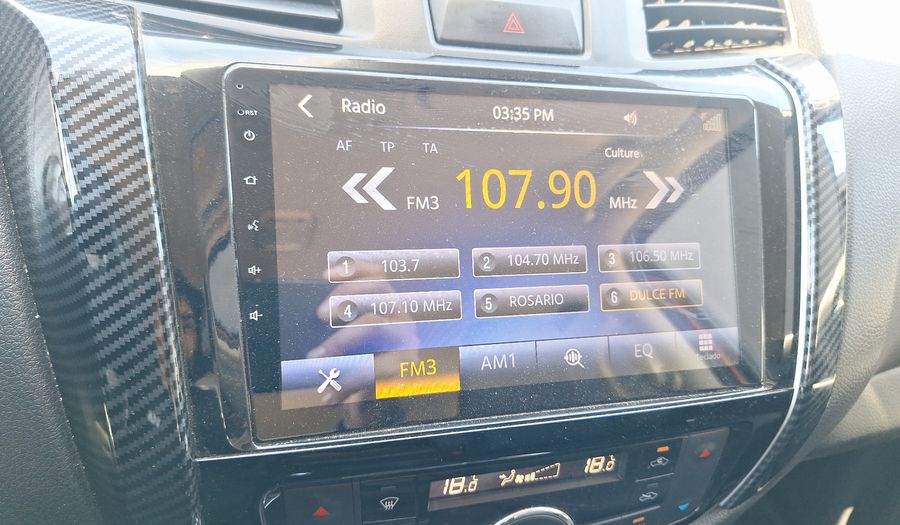 RST
Radio
03:35 PM
AF TP TA
Culture
FM3 107.90 MHz
1 103.7
2 104.70 MHz
3 106.50 MHz
4 107.10 MHz
5 ROSARIO
6 DULCE FM
FM3 AM1 EQ Teclado
18.0 18.0